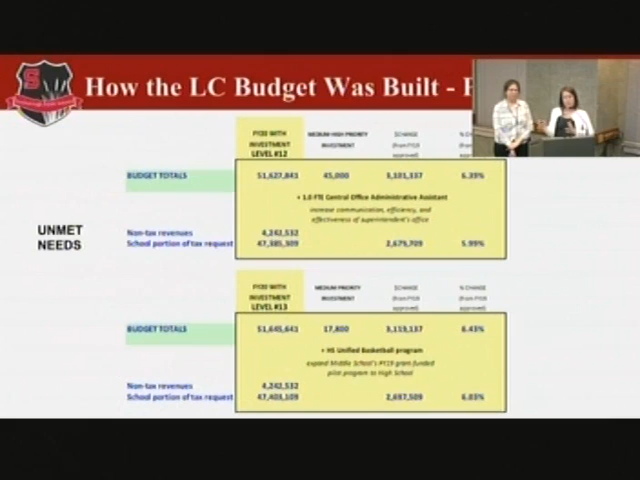 How the LC Budget Was Built -
FY20 WITH INVESTMENT LEVEL #12
MEDIUM HIGH PRIORITY INVESTMENT
$ CHANGE (from FY19 approved)
BUDGET TOTALS 51,627,841 45,000 3,101,337 6.39%
+ 1.0 FTE Central Office Administrative Assistant
increase communication, efficiency, and
effectiveness of superintendent's office
UNMET
NEEDS
Non-tax revenues 4,242,532
School portion of tax request 47,385,309 2,679,709 5.99%
FY20 WITH INVESTMENT LEVEL #13
MEDIUM PRIORITY INVESTMENT
$ CHANGE (from FY19 approved)
% CHANGE (from FY19 approved)
BUDGET TOTALS 51,645,641 17,800 3,119,137 6.43%
+ HS Unified Basketball program
expand Middle School's FY19 grant-funded
pilot program to High School
Non-tax revenues 4,242,532
School portion of tax request 47,403,109 2,697,509 6.03%